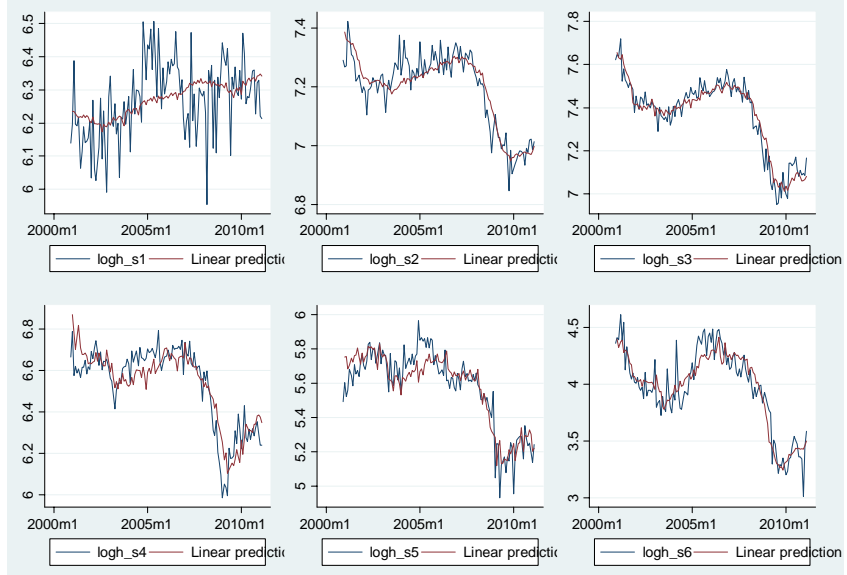 6.5
6.4
6.3
6.2
6.1
6
2000m1 2005m1 2010m1
logh_s1 Linear predictic
7.4
7.2
7
6.8
2000m1 2005m1 2010m1
logh_s2 Linear predictic
7.8
7.6
7.4
7.2
7
2000m1 2005m1 2010m1
logh_s3 Linear prediction
6.8
6.6
6.4
6.2
6
2000m1 2005m1 2010m1
logh_s4 Linear predictic
6
5.8
5.6
5.4
5.2
5
2000m1 2005m1 2010m1
logh_s5 Linear predictic
4.5
4
3.5
3
2000m1 2005m1 2010m1
logh_s6 Linear prediction